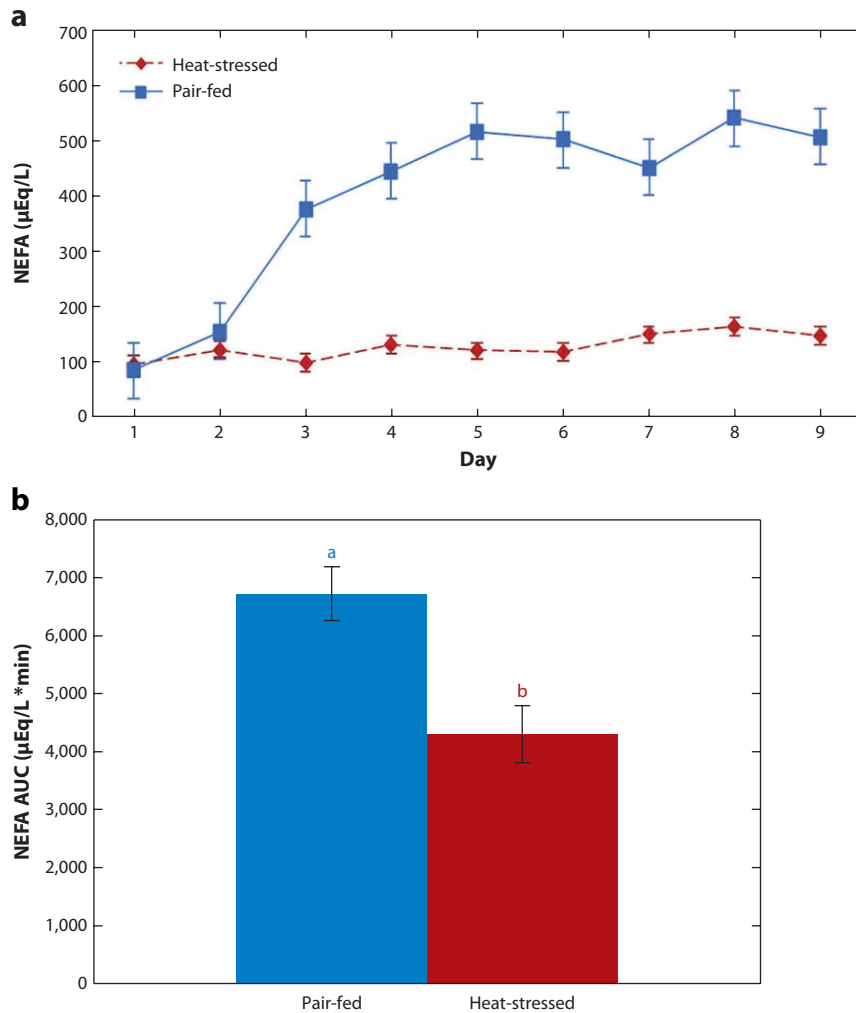 a
700
600
500
400
300
200
100
0
NEFA (µEq/L)
Heat-stressed
Pair-fed
1 2 3 4 5 6 7 8 9
Day
b
8,000
7,000
6,000
5,000
4,000
3,000
2,000
1,000
0
NEFA AUC (µEq/L *min)
a
b
Pair-fed Heat-stressed